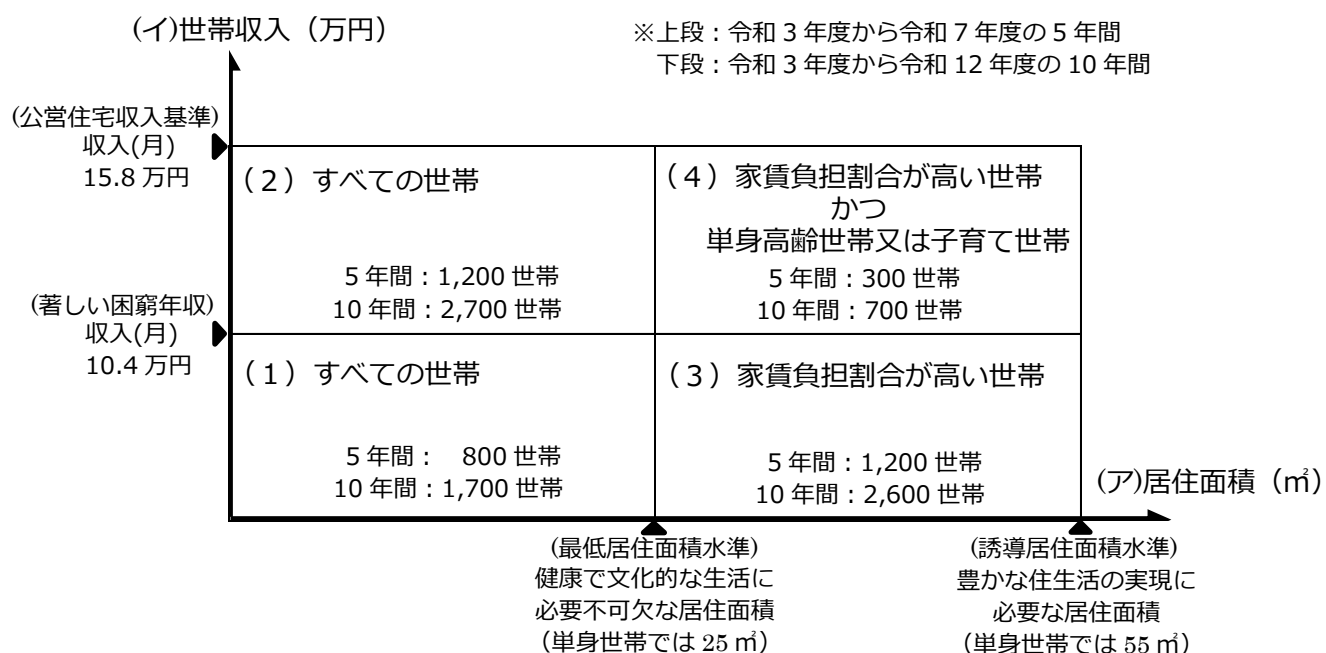 (イ)世帯収入（万円）
※上段：令和 3 年度から令和 7 年度の 5 年間
下段：令和 3 年度から令和 12 年度の 10 年間
(公営住宅収入基準)
収入(月)
15.8 万円
（2）すべての世帯
5 年間：1,200 世帯
10 年間：2,700 世帯
（4）家賃負担割合が高い世帯
かつ
単身高齢世帯又は子育て世帯
5 年間：300 世帯
10 年間：700 世帯
(著しい困窮年収)
収入(月)
10.4 万円
（1）すべての世帯
5 年間：　800 世帯
10 年間：1,700 世帯
（3）家賃負担割合が高い世帯
5 年間：1,200 世帯
10 年間：2,600 世帯
(ア)居住面積（㎡）
(最低居住面積水準)
健康で文化的な生活に
必要不可欠な居住面積
（単身世帯では 25 ㎡）
(誘導居住面積水準)
豊かな住生活の実現に
必要な居住面積
（単身世帯では 55 ㎡）